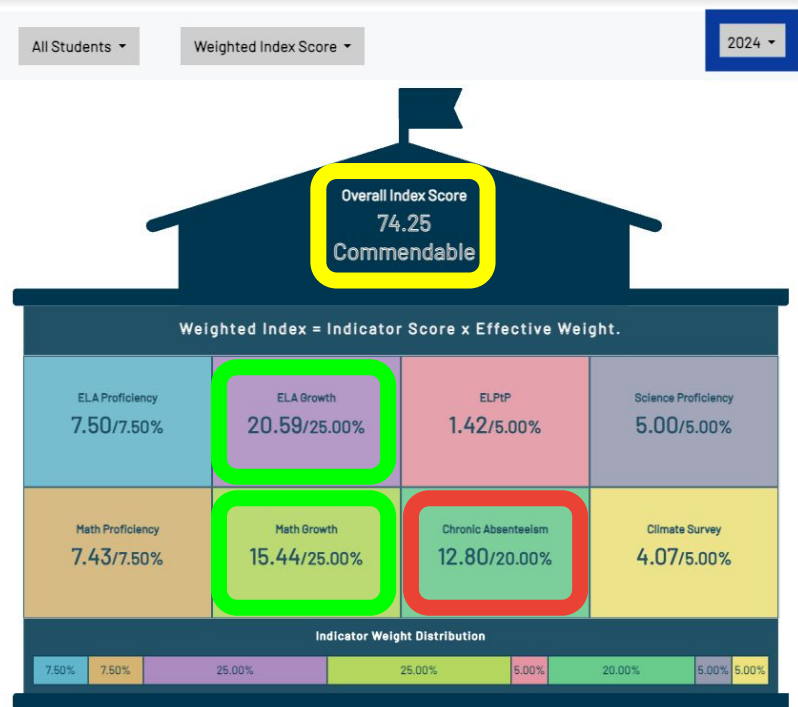 All Students
Weighted Index Score
2024
Overall Index Score
74.25
Commendable
Weighted Index = Indicator Score x Effective Weight.
ELA Proficiency
7.50/7.50%
ELA Growth
20.59/25.00%
ELPtP
1.42/5.00%
Science Proficiency
5.00/5.00%
Math Proficiency
7.43/7.50%
Math Growth
15.44/25.00%
Chronic Absenteeism
12.80/20.00%
Climate Survey
4.07/5.00%
Indicator Weight Distribution
7.50% 7.50% 25.00% 25.00% 5.00% 20.00% 5.00% 5.00%